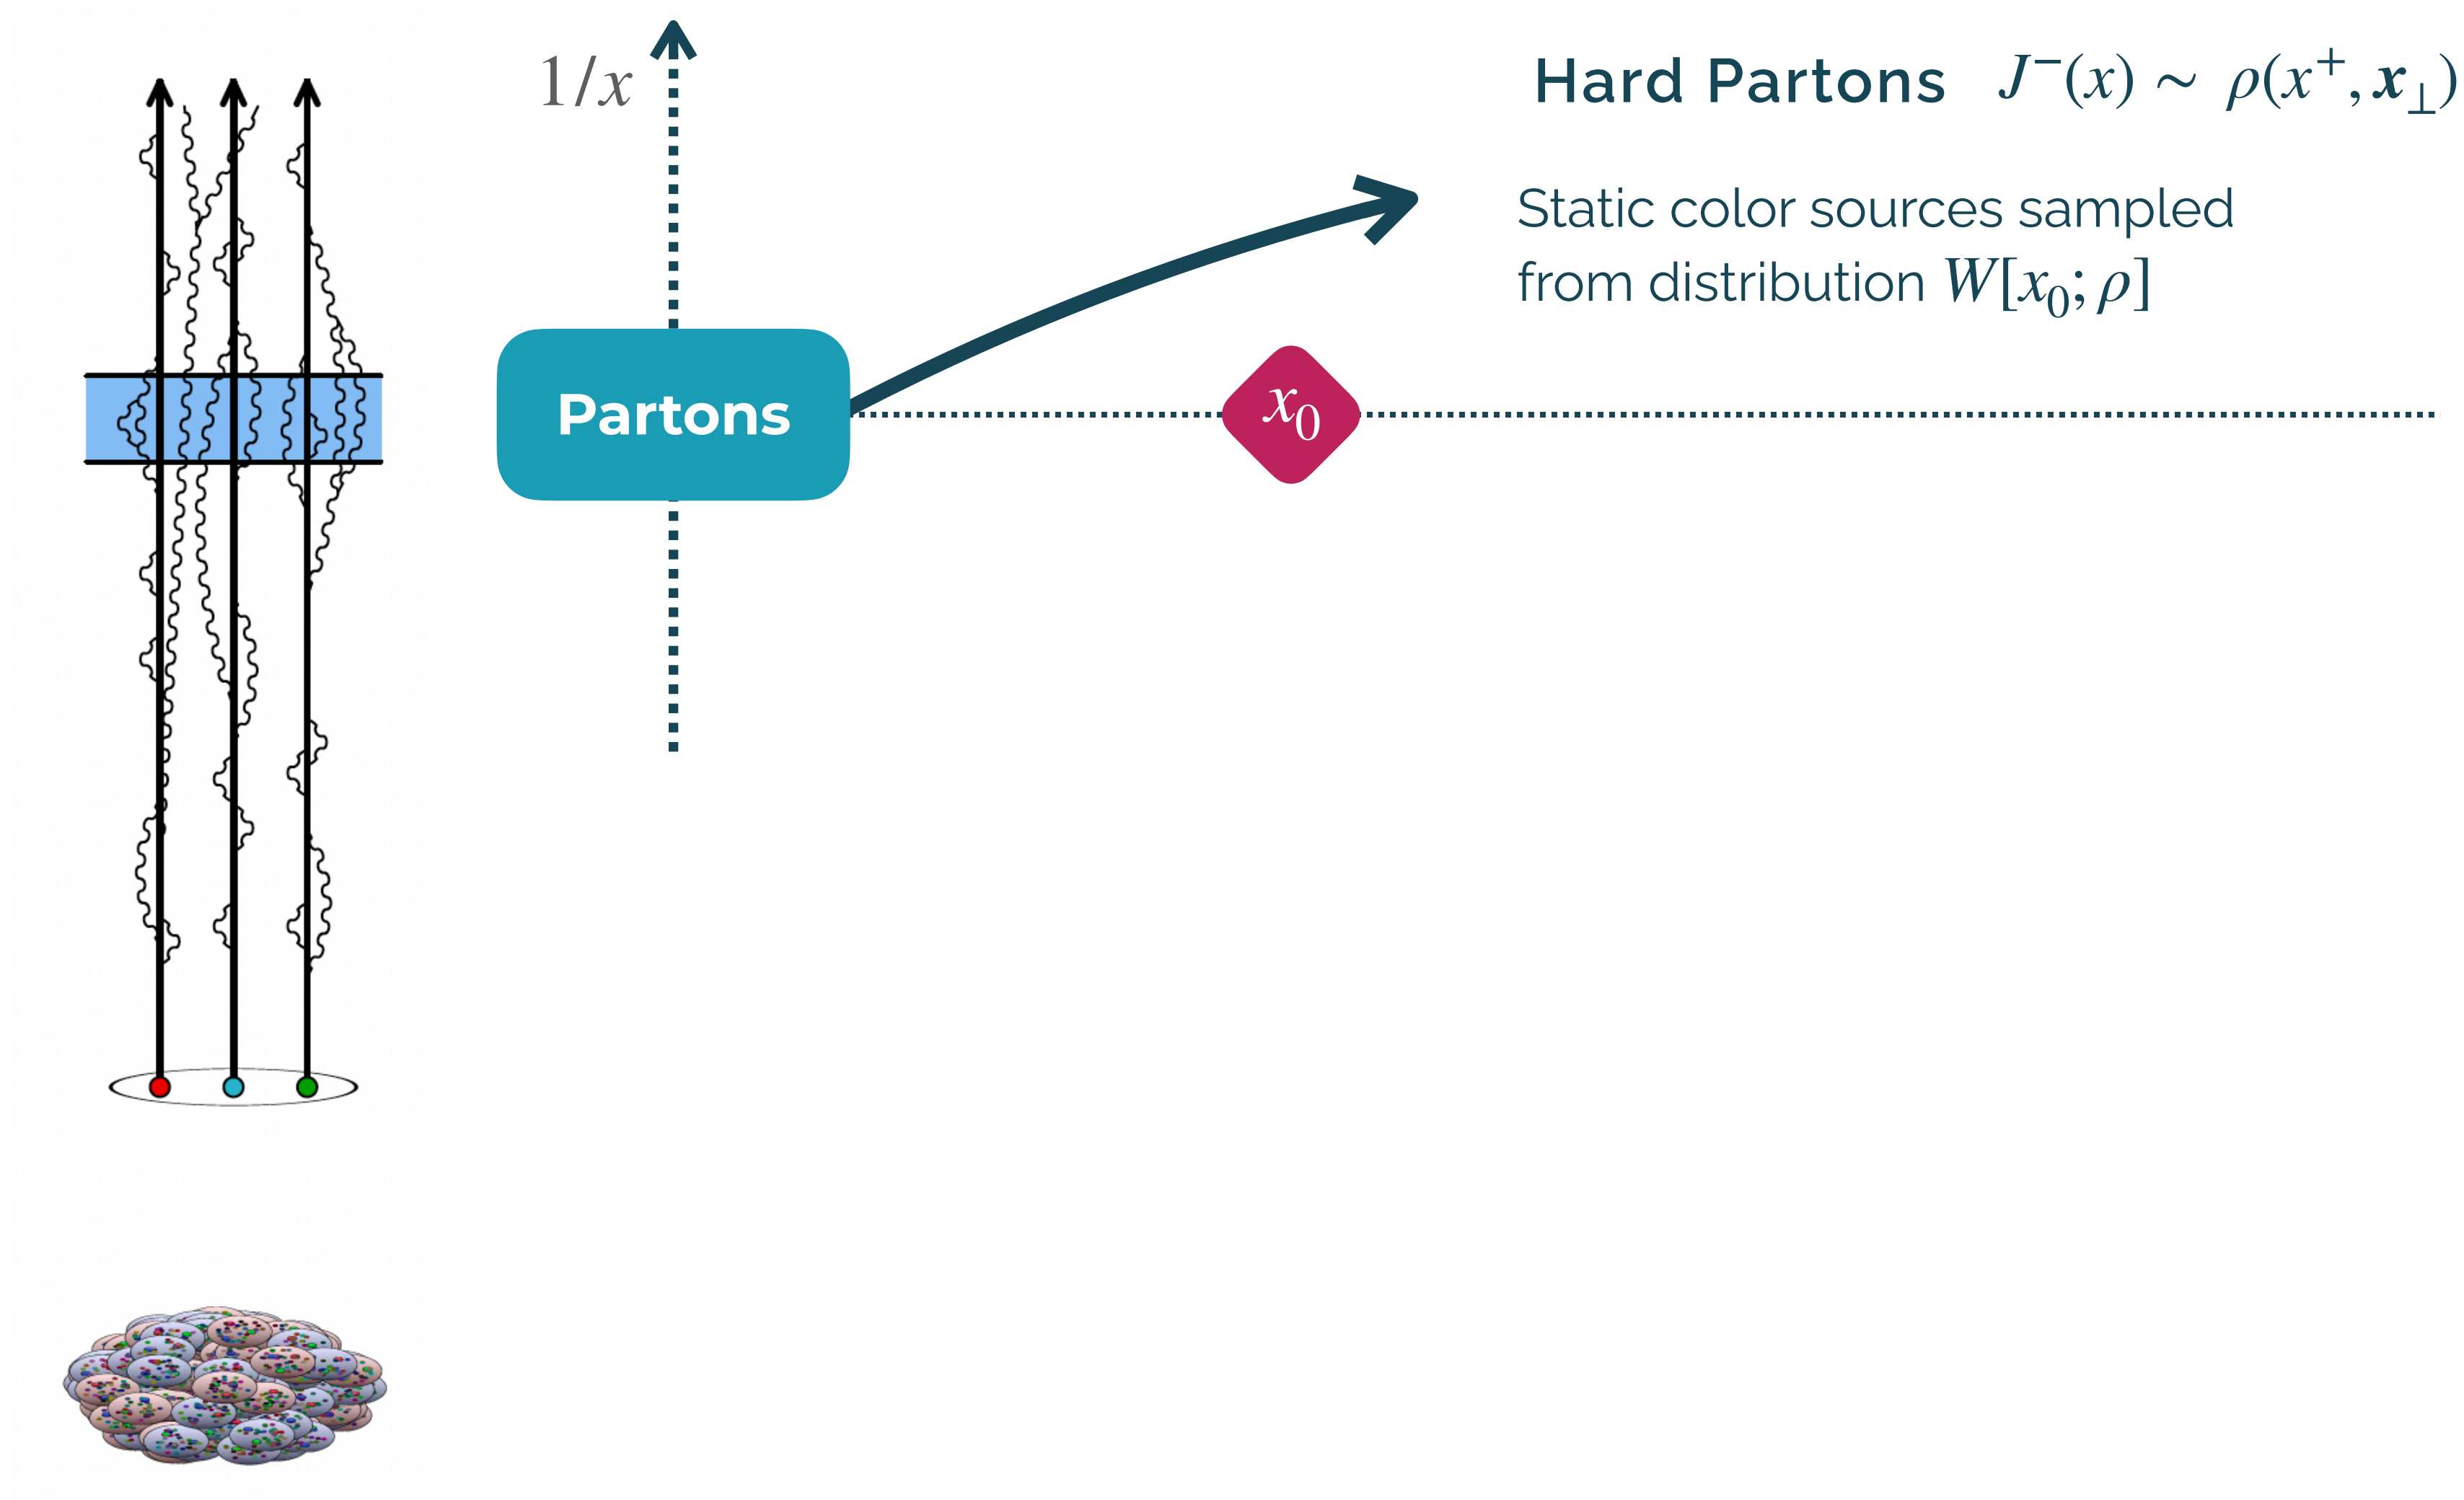 1/x
Hard Partons J⁻(x) ~ ρ(x⁺, x⊥)
Static color sources sampled
from distribution W[x₀; ρ]
Partons
x₀